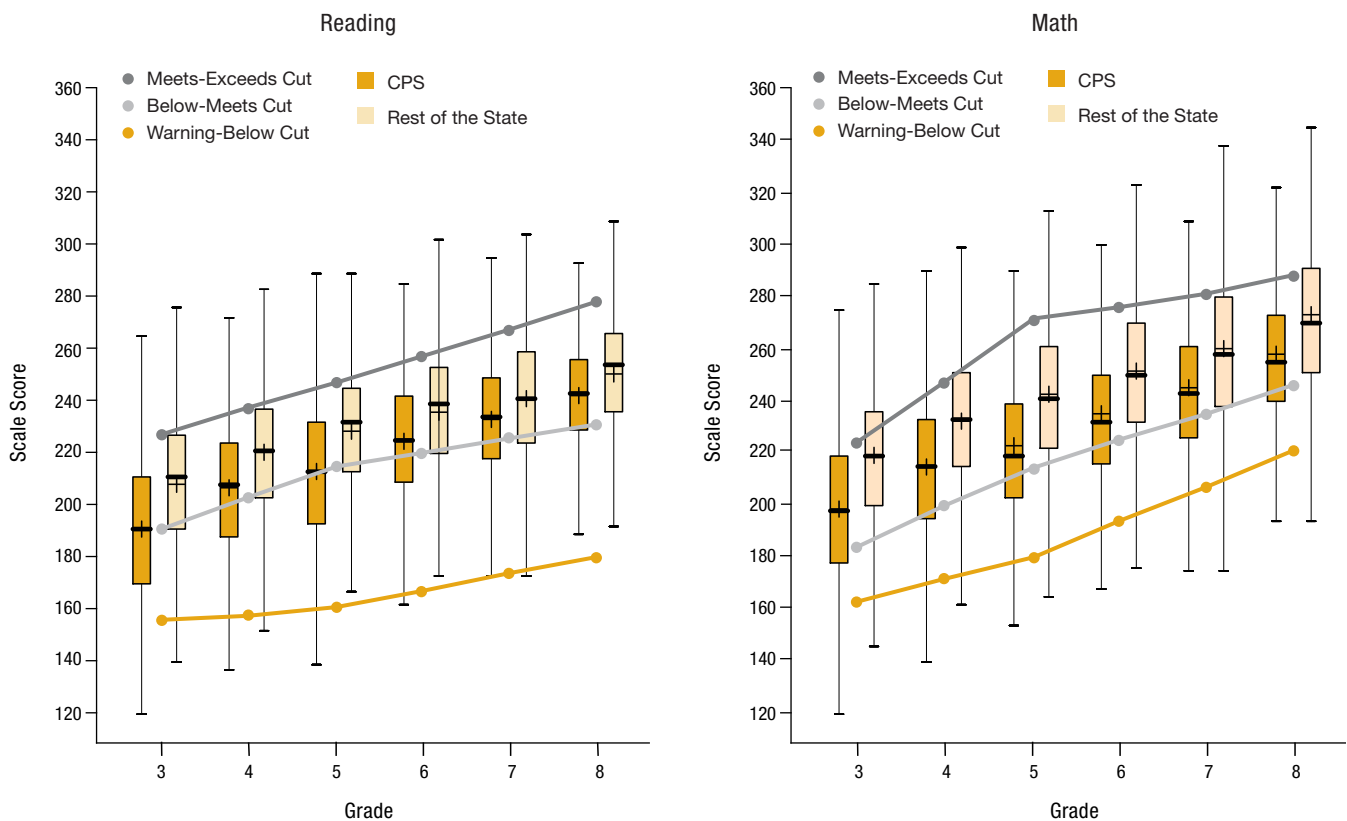 Reading
Meets-Exceeds Cut
Below-Meets Cut
Warning-Below Cut
CPS
Rest of the State
360
340
320
300
280
260
240
220
200
180
160
140
120
Scale Score
3 4 5 6 7 8
Grade
Math
Meets-Exceeds Cut
Below-Meets Cut
Warning-Below Cut
CPS
Rest of the State
360
340
320
300
280
260
240
220
200
180
160
140
120
Scale Score
3 4 5 6 7 8
Grade